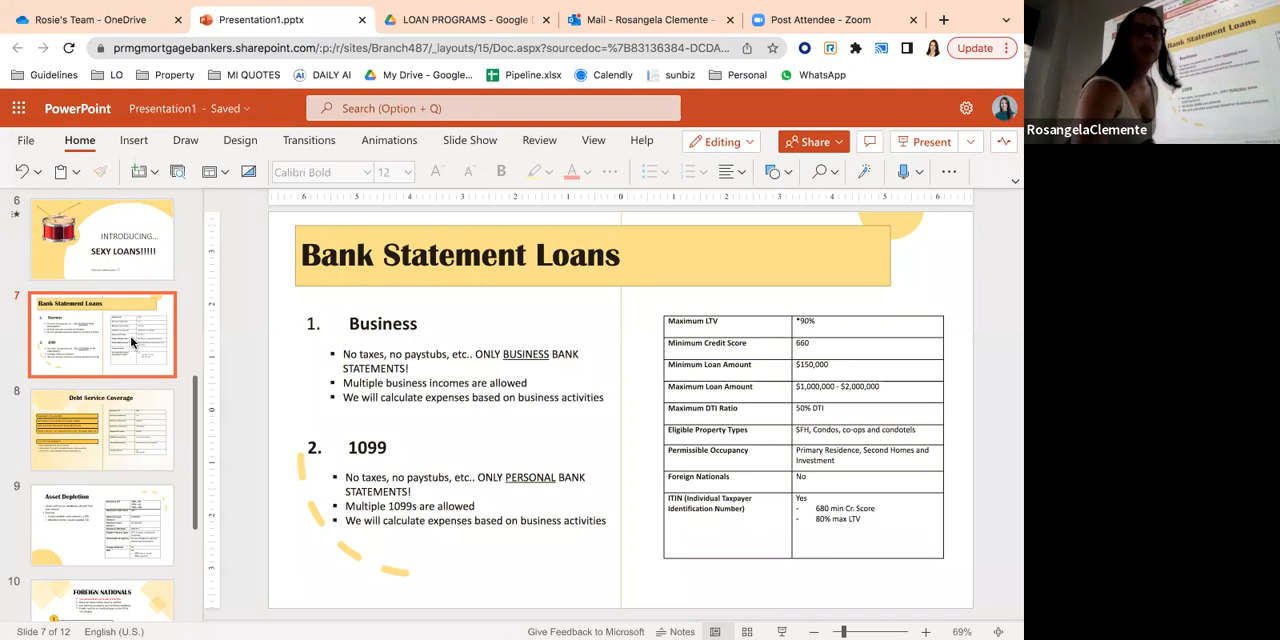 Rosie's Team - OneDrive
Presentation1.pptx
LOAN PROGRAMS - Google
Mail - Rosangela Clemente -
Post Attendee - Zoom
prmgmortgagebankers.sharepoint.com/:p:/r/sites/Branch487/_layouts/15/Doc.aspx?sourcedoc=%7B83136384-DCDA...
Update
Guidelines
LO
Property
MI QUOTES
DAILY AI
My Drive - Google...
Pipeline.xlsx
Calendly
sunbiz
Personal
WhatsApp
PowerPoint
Presentation1 - Saved
Search (Option + Q)
RosangelaClemente
File Home Insert Draw Design Transitions Animations Slide Show Review View Help
Editing
Share
Present
Calibri Bold
12
6
INTRODUCING...
SEXY LOANS!!!!!
7
Bank Statement Loans
8
Debt Service Coverage
9
Asset Depletion
10
FOREIGN NATIONALS
Bank Statement Loans
1. Business
No taxes, no paystubs, etc.. ONLY BUSINESS BANK
STATEMENTS!
Multiple business incomes are allowed
We will calculate expenses based on business activities
2. 1099
No taxes, no paystubs, etc.. ONLY PERSONAL BANK
STATEMENTS!
Multiple 1099s are allowed
We will calculate expenses based on business activities
Maximum LTV *90%
Minimum Credit Score 660
Minimum Loan Amount $150,000
Maximum Loan Amount $1,000,000 - $2,000,000
Maximum DTI Ratio 50% DTI
Eligible Property Types SFH, Condos, co-ops and condotels
Permissible Occupancy Primary Residence, Second Homes and
Investment
Foreign Nationals No
ITIN (Individual Taxpayer Yes
Identification Number) - 680 min Cr. Score
- 80% max LTV
Slide 7 of 12
English (U.S.)
Give Feedback to Microsoft
Notes
69%